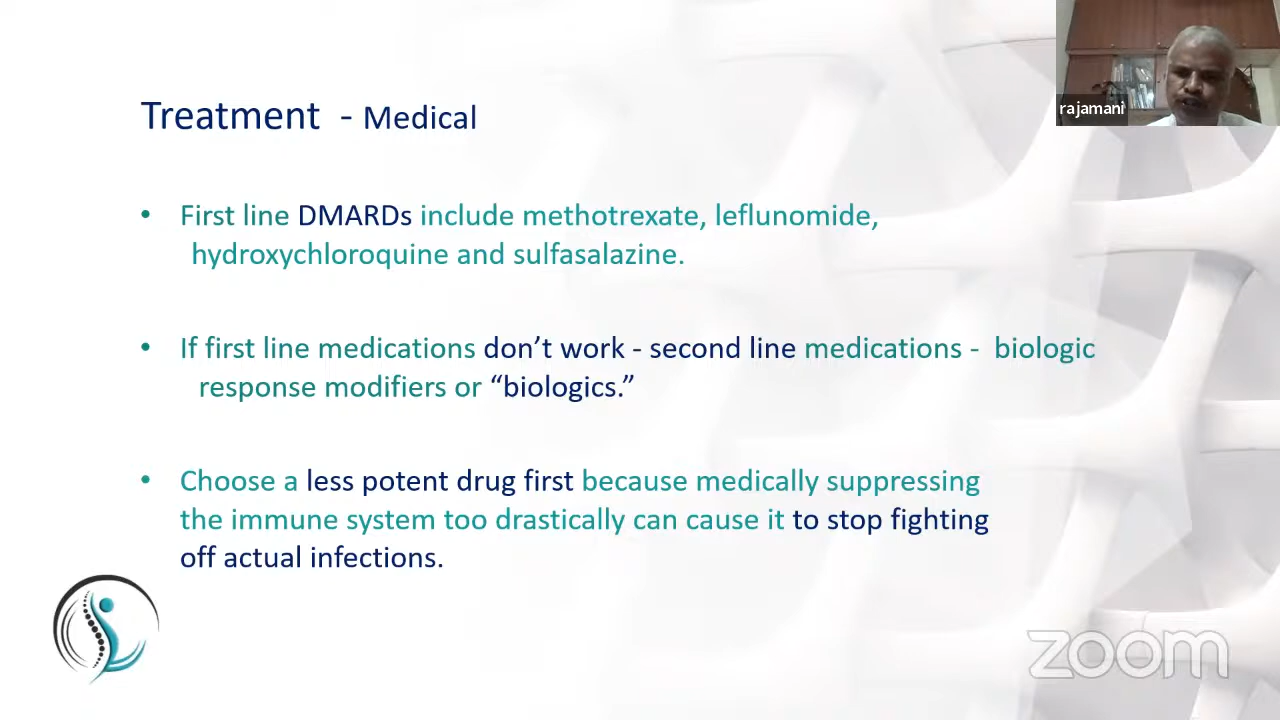 rajamani
Treatment - Medical
• First line DMARDs include methotrexate, leflunomide,
hydroxychloroquine and sulfasalazine.
• If first line medications don’t work - second line medications - biologic
response modifiers or “biologics.”
• Choose a less potent drug first because medically suppressing
the immune system too drastically can cause it to stop fighting
off actual infections.
zoom